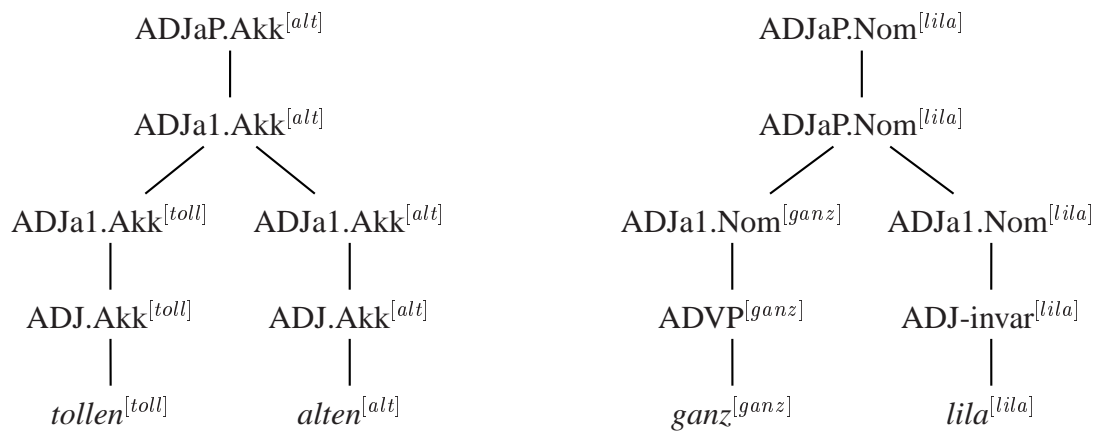 ADJaP.Akk[alt] ADJaP.Nom[lila]
ADJa1.Akk[alt] ADJaP.Nom[lila]
ADJa1.Akk[toll] ADJa1.Akk[alt] ADJa1.Nom[ganz] ADJa1.Nom[lila]
ADJ.Akk[toll] ADJ.Akk[alt] ADVP[ganz] ADJ-invar[lila]
tollen[toll] alten[alt] ganz[ganz] lila[lila]